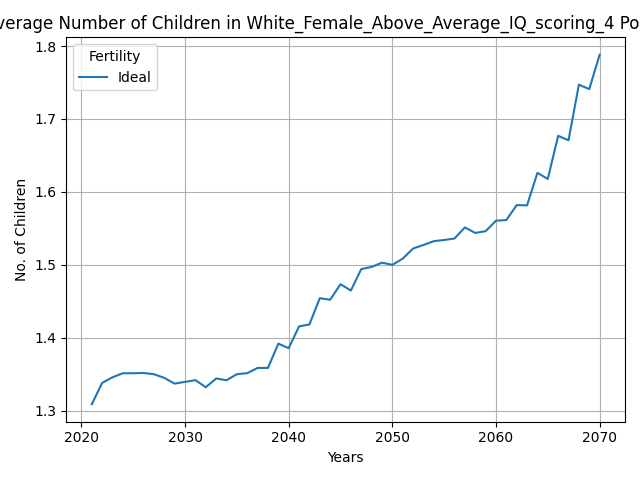 verage Number of Children in White_Female_Above_Average_IQ_scoring_4 Po
Fertility
Ideal
No. of Children
1.8
1.7
1.6
1.5
1.4
1.3
2020 2030 2040 2050 2060 2070
Years